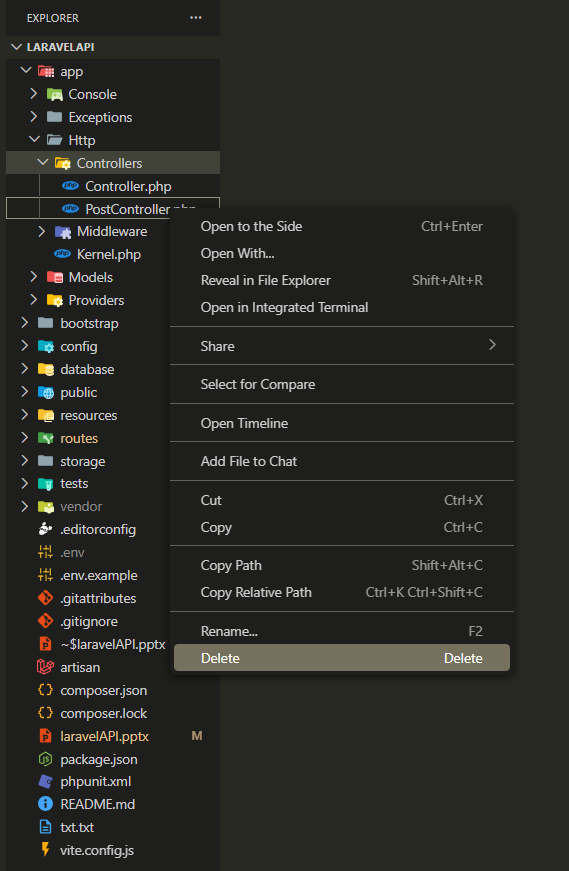 EXPLORER ...
LARAVELAPI
app
Console
Exceptions
Http
Controllers
php Controller.php
php PostController.php
Middleware
php Kernel.php
Models
Providers
bootstrap
config
database
public
resources
routes
storage
tests
vendor
.editorconfig
.env
.env.example
.gitattributes
.gitignore
~$laravelAPI.pptx
artisan
composer.json
composer.lock
laravelAPI.pptx M
package.json
phpunit.xml
README.md
txt.txt
vite.config.js
Open to the Side Ctrl+Enter
Open With...
Reveal in File Explorer Shift+Alt+R
Open in Integrated Terminal
Share
Select for Compare
Open Timeline
Add File to Chat
Cut Ctrl+X
Copy Ctrl+C
Copy Path Shift+Alt+C
Copy Relative Path Ctrl+K Ctrl+Shift+C
Rename... F2
Delete Delete